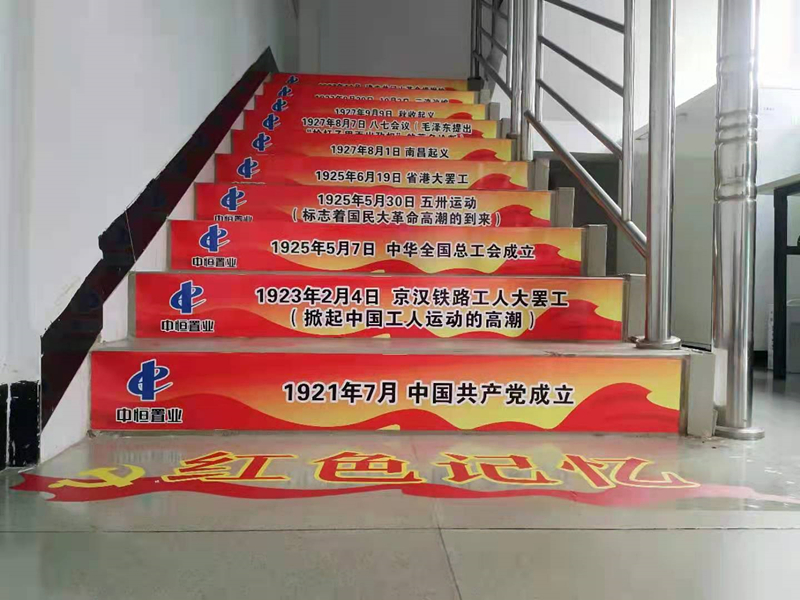 1927年9月9日 秋收起义
1927年8月7日 八七会议（毛泽东提出
1927年8月1日 南昌起义
1925年6月19日 省港大罢工
1925年5月30日 五卅运动
（标志着国民大革命高潮的到来）
中恒置业
1925年5月7日 中华全国总工会成立
中恒置业
1923年2月4日 京汉铁路工人大罢工
（掀起中国工人运动的高潮）
中恒置业
1921年7月 中国共产党成立
中恒置业
红色记忆